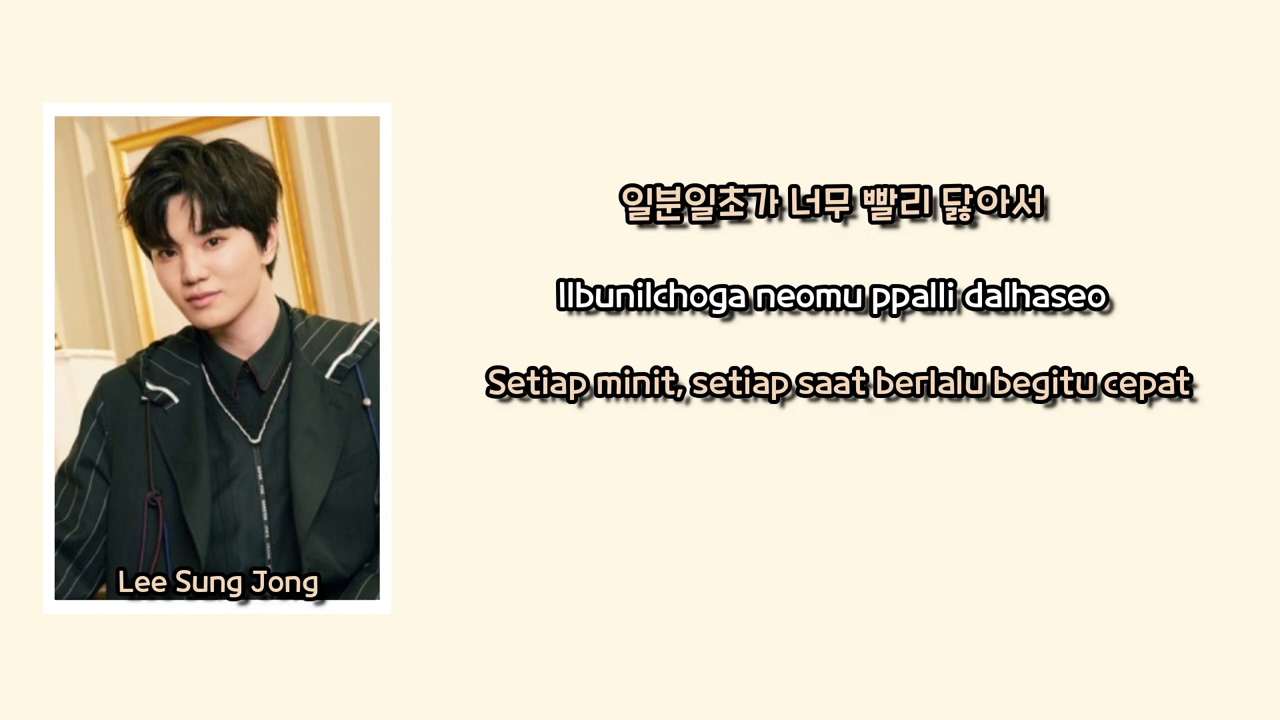 일분일초가 너무 빨리 닳아서
Ilbunilchoga neomu ppalli dalhaseo
Setiap minit, setiap saat berlalu begitu cepat
Lee Sung Jong